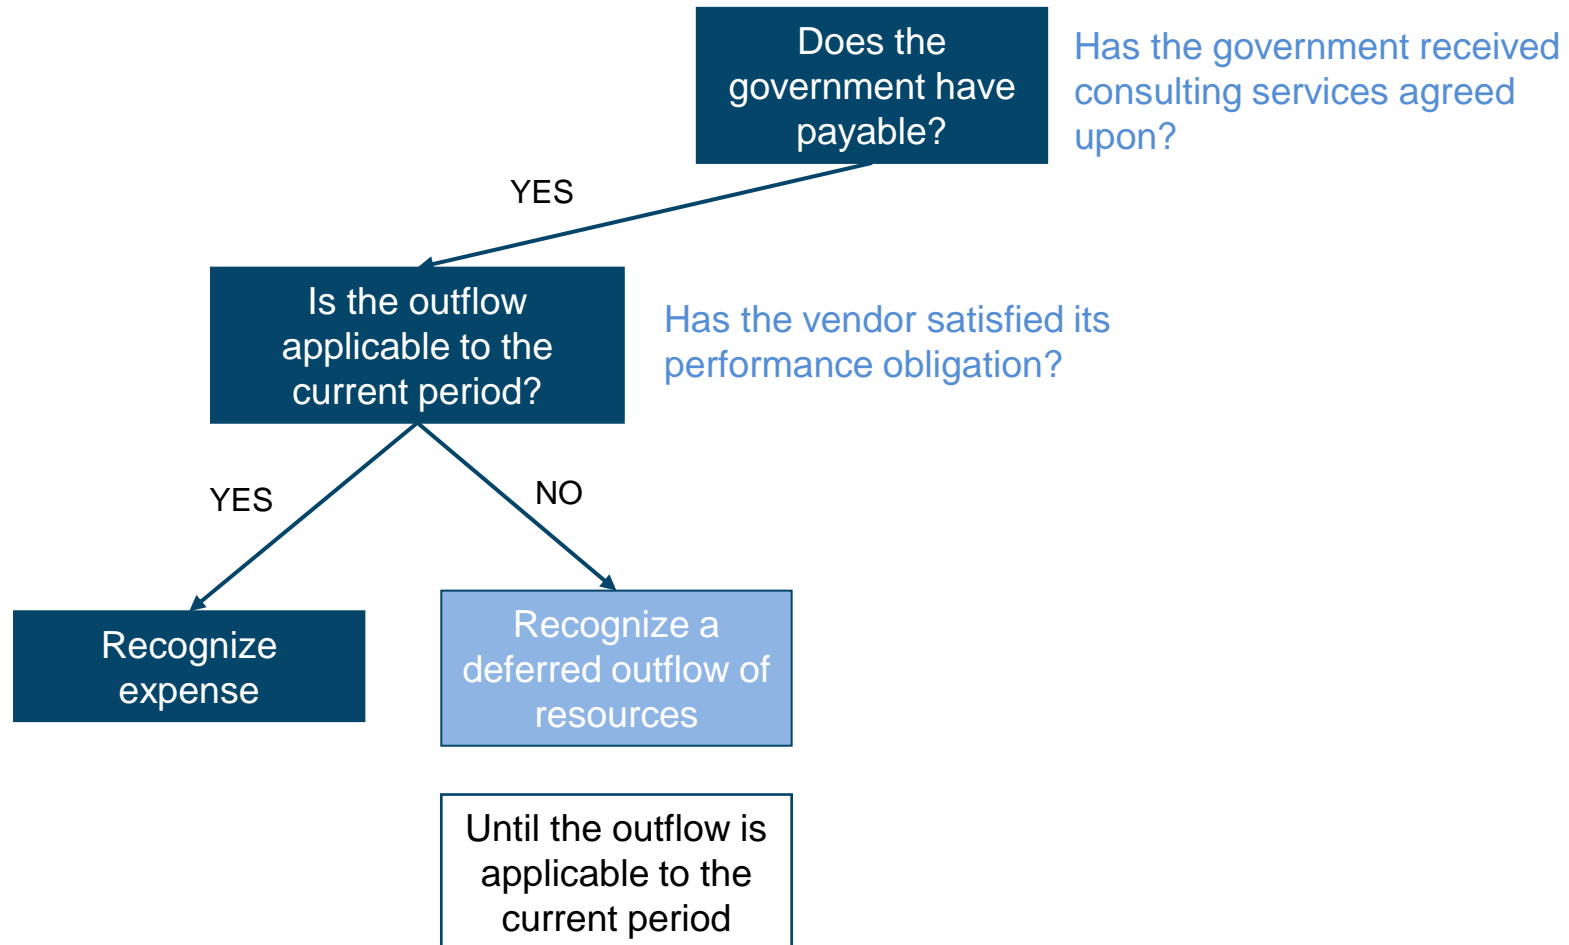 Does the
government have
payable?
Has the government received
consulting services agreed
upon?
YES
Is the outflow
applicable to the
current period?
Has the vendor satisfied its
performance obligation?
YES
NO
Recognize
expense
Recognize a
deferred outflow of
resources
Until the outflow is
applicable to the
current period